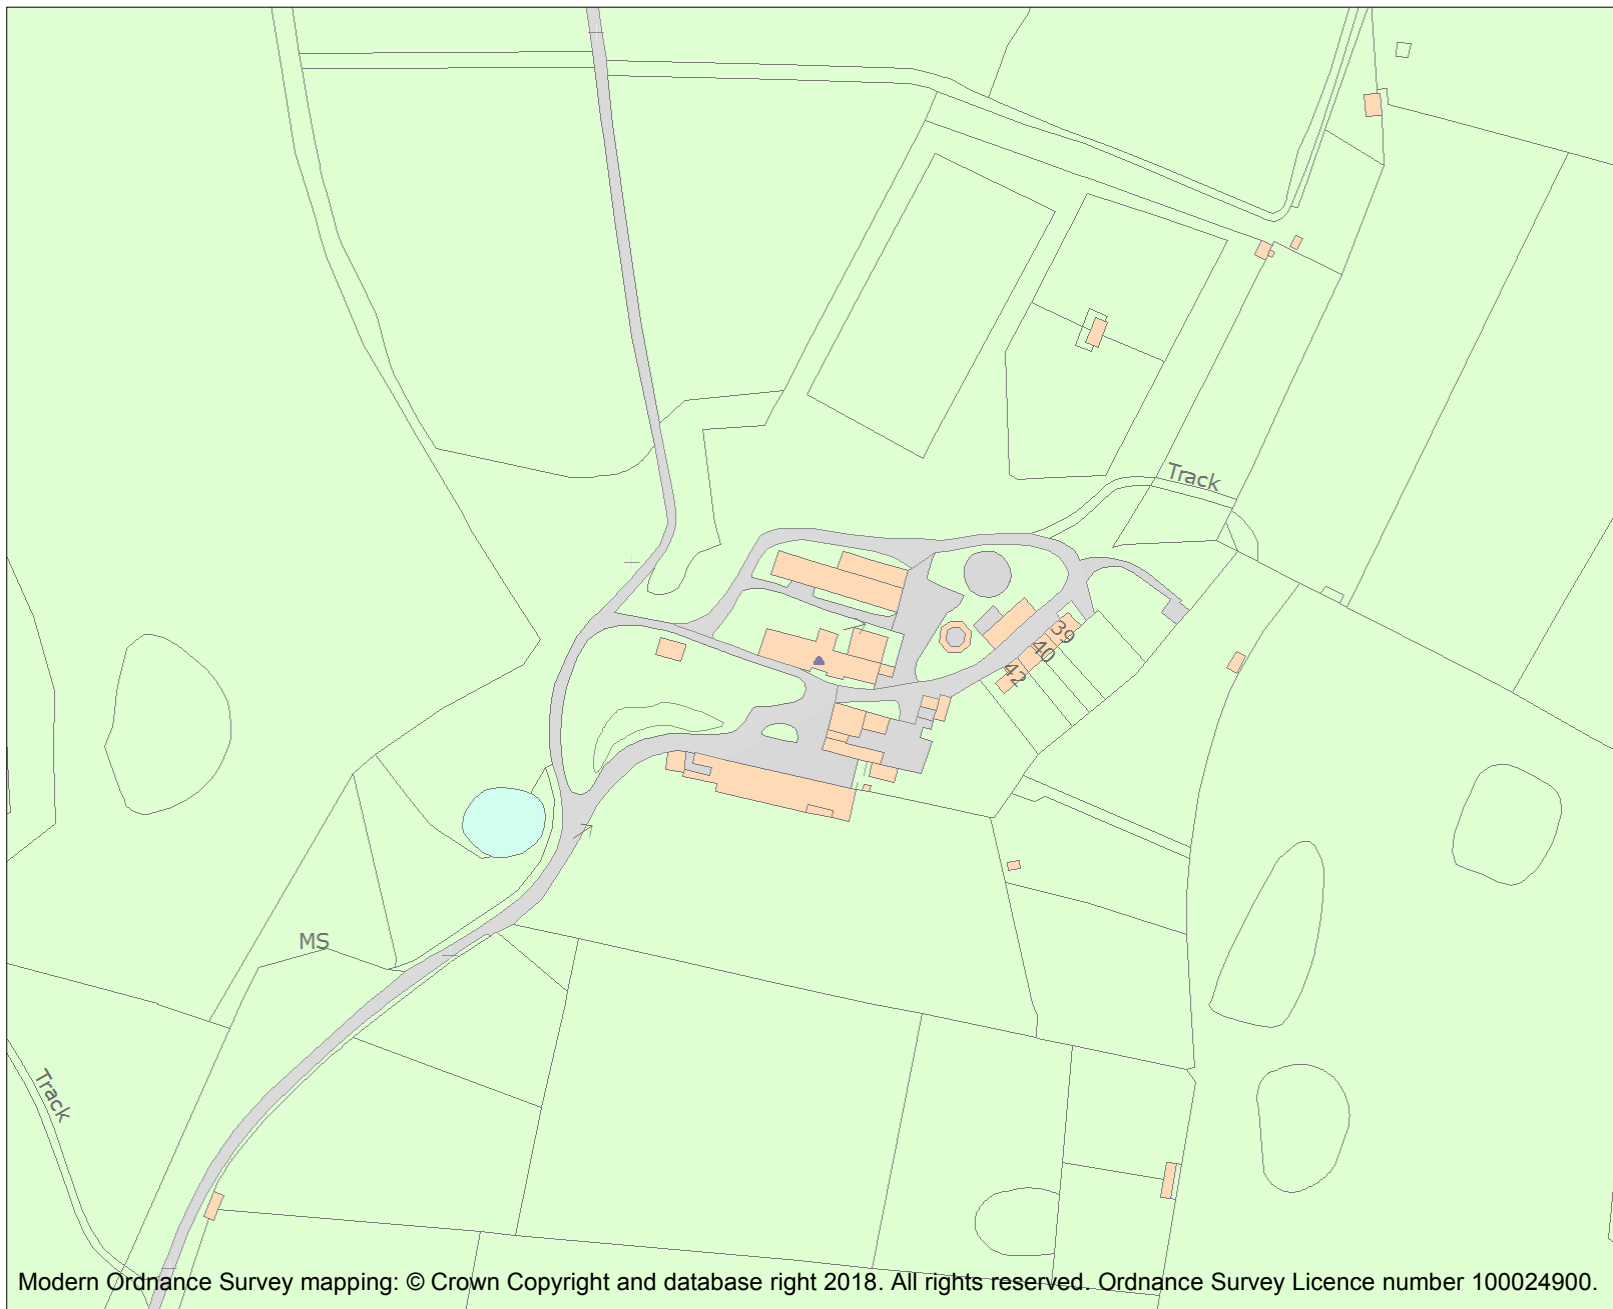 Track
39
40
42
MS
Track
Modern Ordnance Survey mapping: © Crown Copyright and database right 2018. All rights reserved. Ordnance Survey Licence number 100024900.